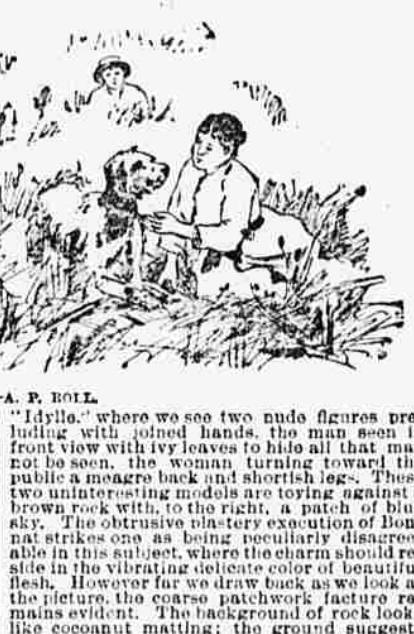 -A. P. ROLL.
"Idylle." where we see two nude figures pre
luding with joined hands, the man seen i
front view with ivy leaves to hide all that ma
not be seen, the woman turning toward th
public a meagre back and shortish legs. Thes
two uninteresting models are toying against
brown rock with, to the right, a patch of blu
sky. The obtrusive plastery execution of Bon
nat strikes one as being peculiarly disagree
able in this subject, where the charm should re
side in the vibrating delicate color of beautifu
flesh. However far we draw back as we look a
the picture, the coarse patchwork facture re
mains evident. The background of rock look
like cocoanut matting; the ground suggest